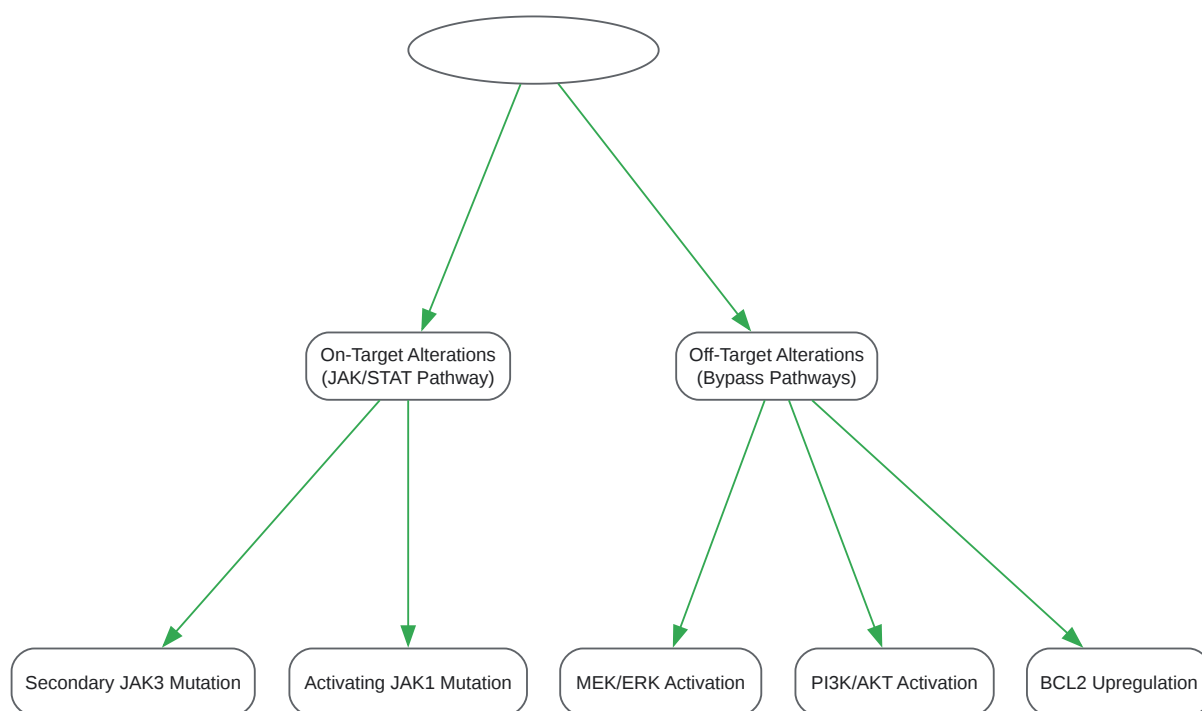 On-Target Alterations
(JAK/STAT Pathway)
Off-Target Alterations
(Bypass Pathways)
Secondary JAK3 Mutation
Activating JAK1 Mutation
MEK/ERK Activation
PI3K/AKT Activation
BCL2 Upregulation